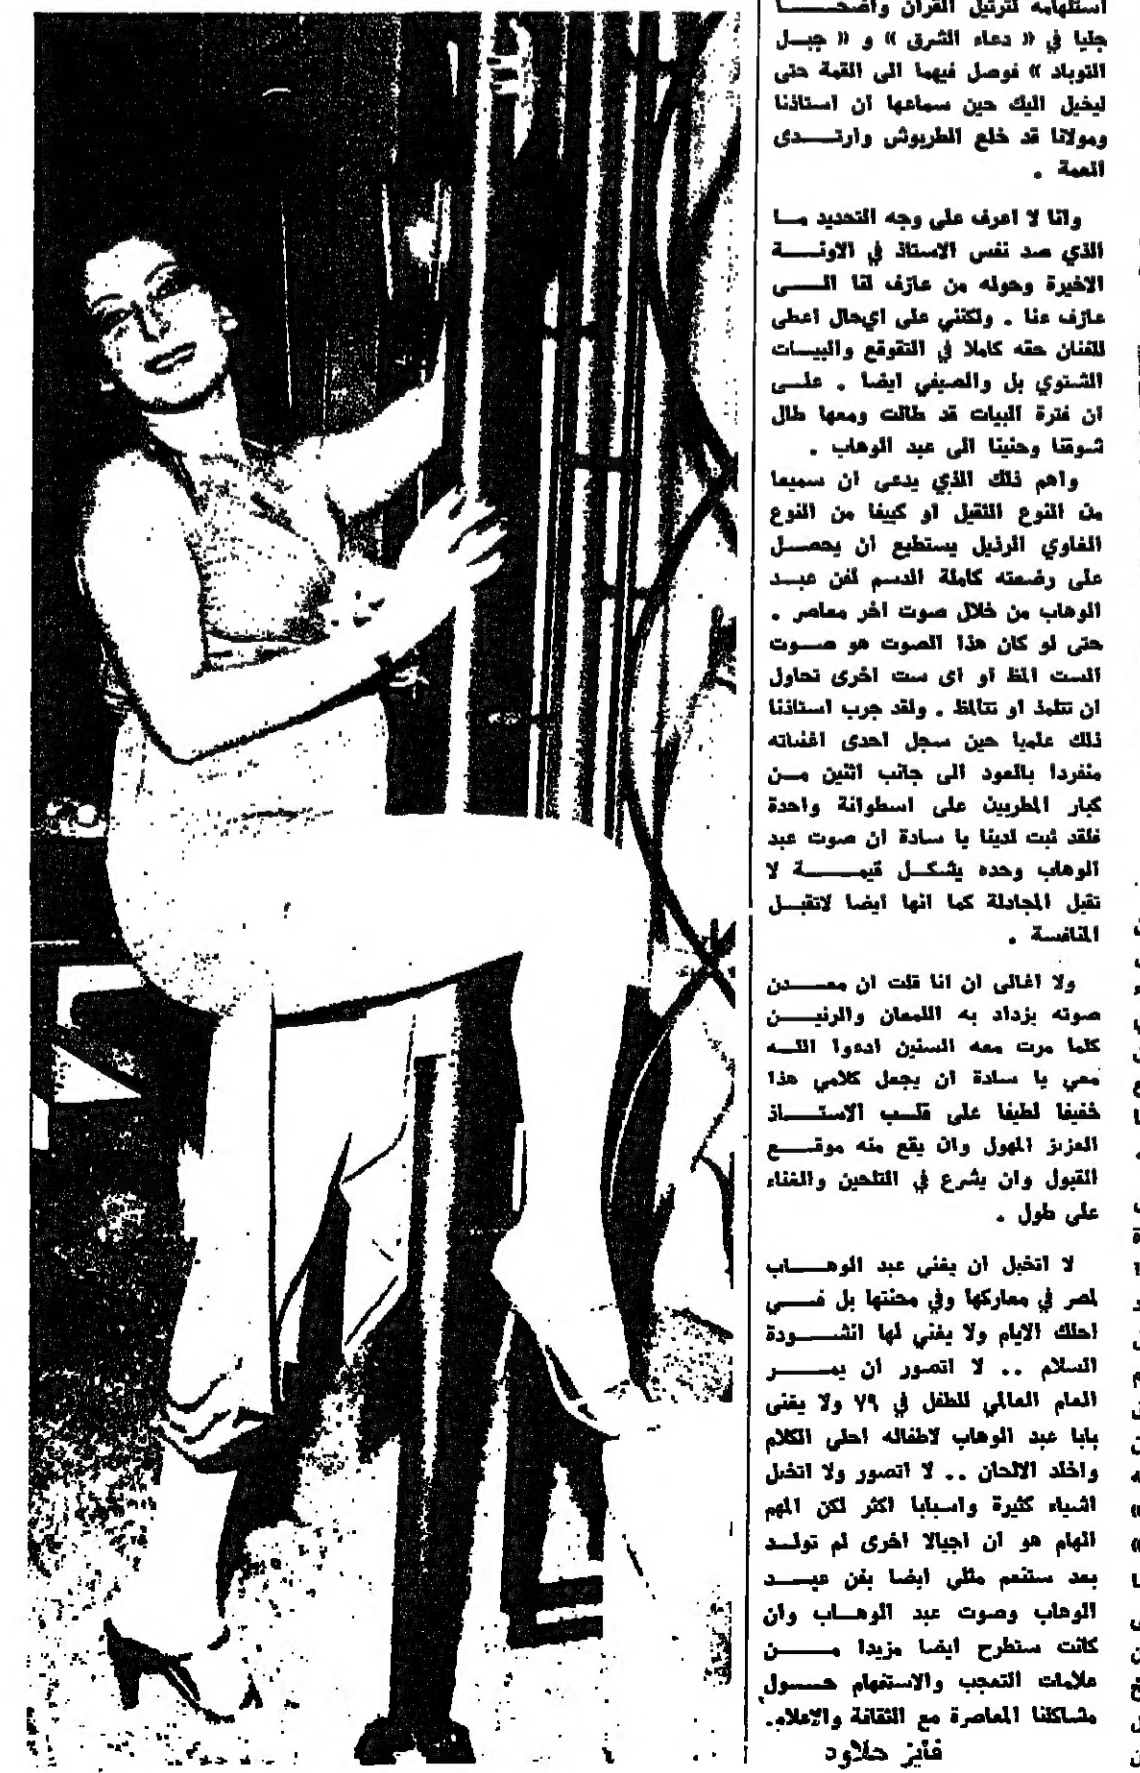 استلهامه لترتيل القرآن واضحا
جليا في « دعاء الشرق » و « جبل
التوباد » فوصل فيهما الى القمة حتى
ليخيل اليك حين سماعها ان استاذنا
ومولانا قد خلع الطربوش وارتدى
العمة .
وانا لا اعرف على وجه التحديد ما
الذي صد نفس الاستاذ في الاونة
الاخيرة وحوله من عازف لنا الى
عازف عنا . ولكنني على ايحال اعطى
للفنان حقه كاملا في التقوقع والبيات
الشتوي بل والصيفي ايضا . على
ان فترة البيات قد طالت ومعها طال
شوقنا وحنينا الى عبد الوهاب .
واهم ذلك الذي يدعى ان سميعا
من النوع الثقيل او كييفا من النوع
الغاوي الرذيل يستطيع ان يحصل
على رضعته كاملة الدسم لفن عبد
الوهاب من خلال صوت اخر معاصر .
حتى لو كان هذا الصوت هو صوت
الست المظ او اى ست اخرى تحاول
ان تتلمذ او تتالمظ . ولقد جرب استاذنا
ذلك علميا حين سجل احدى اغنياته
منفردا بالعود الى جانب اثنين من
كبار المطربين على اسطوانة واحدة
فلقد ثبت لدينا يا سادة ان صوت عبد
الوهاب وحده يشكل قيمة لا
تقبل المجادلة كما انها ايضا لاتقبل
المنافسة .
ولا اغالى ان انا قلت ان معدن
صوته يزداد به اللمعان والرنين
كلما مرت معه السنين ادعوا الله
معي يا سادة ان يجعل كلامي هذا
خفيفا لطيفا على قلب الاستاذ
العزيز المهول وان يقع منه موقع
القبول وان يشرع في التلحين والغناء
على طول .
لا اتخيل ان يغني عبد الوهاب
لمصر في معاركها وفي محنتها بل في
احلك الايام ولا يغني لها انشودة
السلام .. لا اتصور ان يمر
العام العالمي للطفل في ٧٩ ولا يغنى
بابا عبد الوهاب لاطفاله احلى الكلام
واخلد الالحان .. لا اتصور ولا اتخيل
اشياء كثيرة واسبابا اكثر لكن المهم
الهام هو ان اجيالا اخرى لم تولد
بعد ستنعم مثلى ايضا بفن عبد
الوهاب وصوت عبد الوهاب وان
كانت ستطرح ايضا مزيدا من
علامات التعجب والاستفهام حول
مشاكلنا المعاصرة مع الثقافة والاعلام.
فايز حلاوه